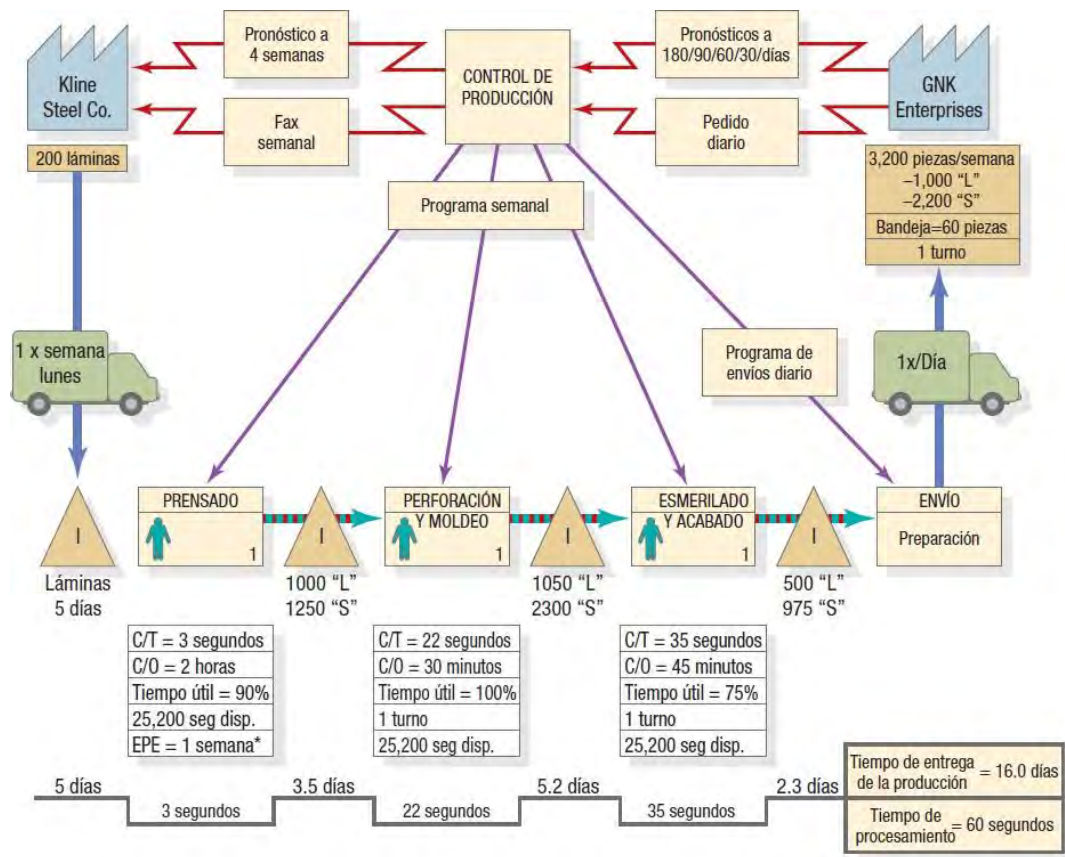 Kline
Steel Co.
Pronóstico a
4 semanas
Fax
semanal
CONTROL DE
PRODUCCIÓN
Pronósticos a
180/90/60/30/días
Pedido
diario
GNK
Enterprises
200 láminas
3,200 piezas/semana
–1,000 “L”
–2,200 “S”
Bandeja=60 piezas
1 turno
Programa semanal
1 x semana
lunes
Programa de
envíos diario
1x/Día
I
Láminas
5 días
PRENSADO
1
I
1000 “L”
1250 “S”
PERFORACIÓN
Y MOLDEO
1
I
1050 “L”
2300 “S”
ESMERILADO
Y ACABADO
1
I
500 “L”
975 “S”
ENVÍO
Preparación
C/T = 3 segundos
C/O = 2 horas
Tiempo útil = 90%
25,200 seg disp.
EPE = 1 semana*
C/T = 22 segundos
C/O = 30 minutos
Tiempo útil = 100%
1 turno
25,200 seg disp.
C/T = 35 segundos
C/O = 45 minutos
Tiempo útil = 75%
1 turno
25,200 seg disp.
5 días
3 segundos
3.5 días
22 segundos
5.2 días
35 segundos
2.3 días
Tiempo de entrega
de la producción = 16.0 días
Tiempo de
procesamiento = 60 segundos